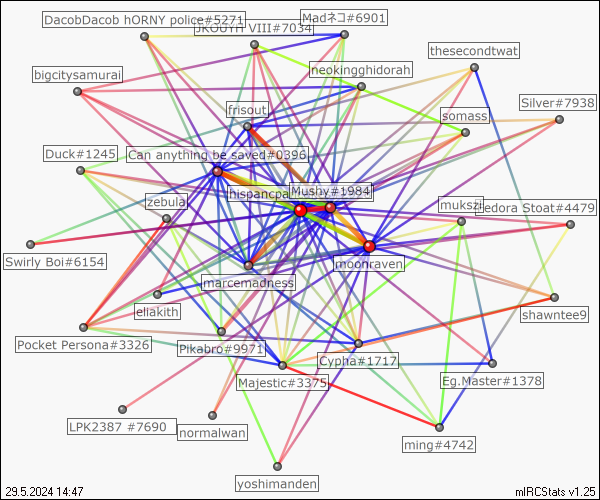 DacobDacob hORNY police#5271
Madネコ#6901
JKOUYH VIII#7034
thesecondtwat
bigcitysamurai
neokingghidorah
Silver#7938
frisout
somass
Duck#1245
Can anything be saved#0396
hispancpa
Mushy#1984
zebula
mukszi
Fedora Stoat#4479
Swirly Boi#6154
moonraven
marcemadness
eliakith
shawntee9
Pocket Persona#3326
Pikabro#9971
Cypha#1717
Majestic#3375
Eg.Master#1378
LPK2387 #7690
normalwan
ming#4742
yoshimanden
29.5.2024 14:47
mIRCStats v1.25